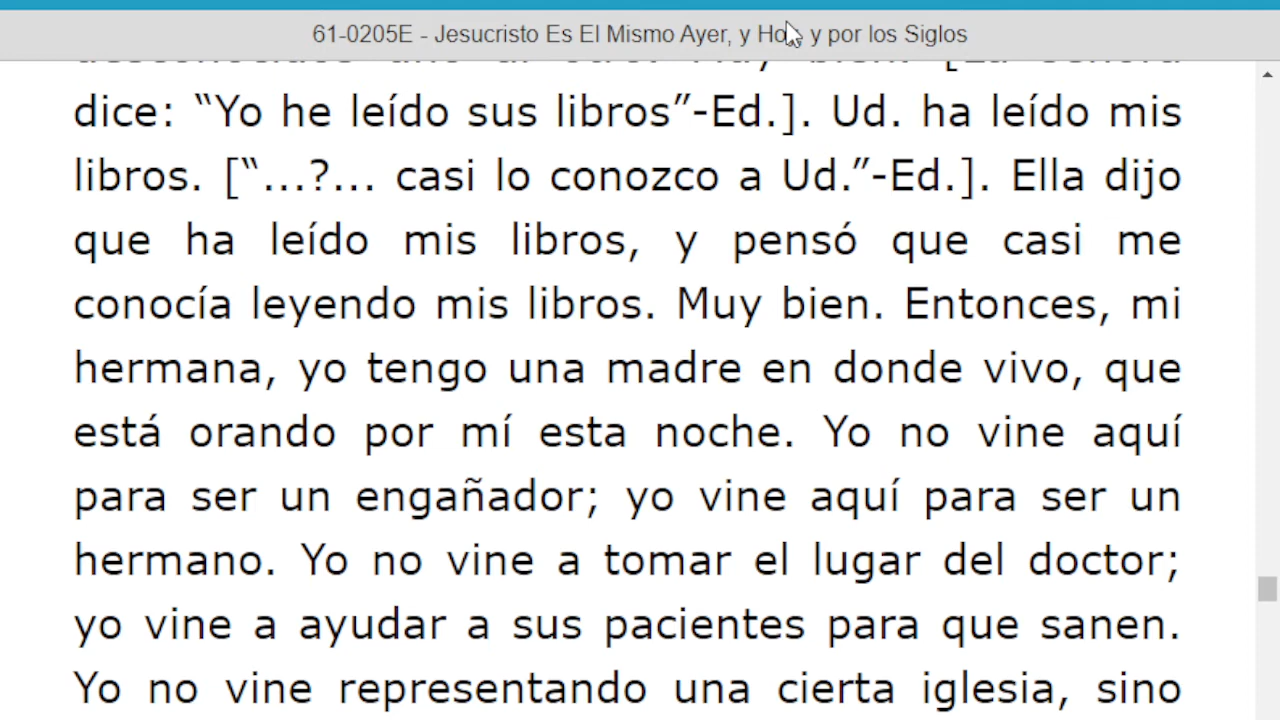 61-0205E - Jesucristo Es El Mismo Ayer, y Hoy, y por los Siglos
dice: “Yo he leído sus libros”-Ed.]. Ud. ha leído mis
libros. [“...?... casi lo conozco a Ud.”-Ed.]. Ella dijo
que ha leído mis libros, y pensó que casi me
conocía leyendo mis libros. Muy bien. Entonces, mi
hermana, yo tengo una madre en donde vivo, que
está orando por mí esta noche. Yo no vine aquí
para ser un engañador; yo vine aquí para ser un
hermano. Yo no vine a tomar el lugar del doctor;
yo vine a ayudar a sus pacientes para que sanen.
Yo no vine representando una cierta iglesia, sino